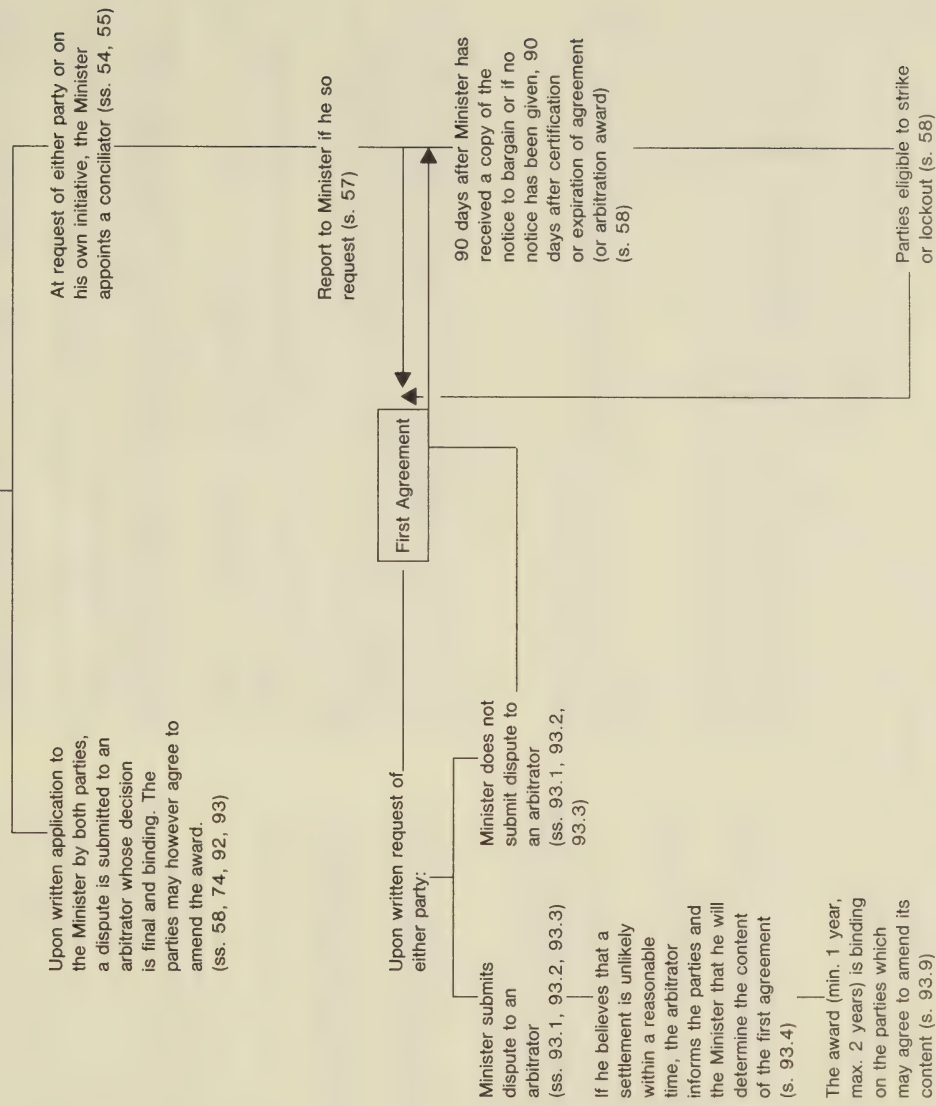 Upon written application to
the Minister by both parties,
a dispute is submitted to an
arbitrator whose decision
is final and binding. The
parties may however agree to
amend the award.
(ss. 58, 74, 92, 93)
At request of either party or on
his own initiative, the Minister
appoints a conciliator (ss. 54, 55)
Report to Minister if he so
request (s. 57)
First Agreement
Upon written request of
either party:
Minister submits
dispute to an
arbitrator
(ss. 93.1, 93.2, 93.3)
If he believes that a
settlement is unlikely
within a reasonable
time, the arbitrator
informs the parties and
the Minister that he will
determine the content
of the first agreement
(s. 93.4)
The award (min. 1 year,
max. 2 years) is binding
on the parties which
may agree to amend its
content (s. 93.9)
Minister does not
submit dispute to
an arbitrator
(ss. 93.1, 93.2,
93.3)
90 days after Minister has
received a copy of the
notice to bargain or if no
notice has been given, 90
days after certification
or expiration of agreement
(or arbitration award)
(s. 58)
Parties eligible to strike
or lockout (s. 58)